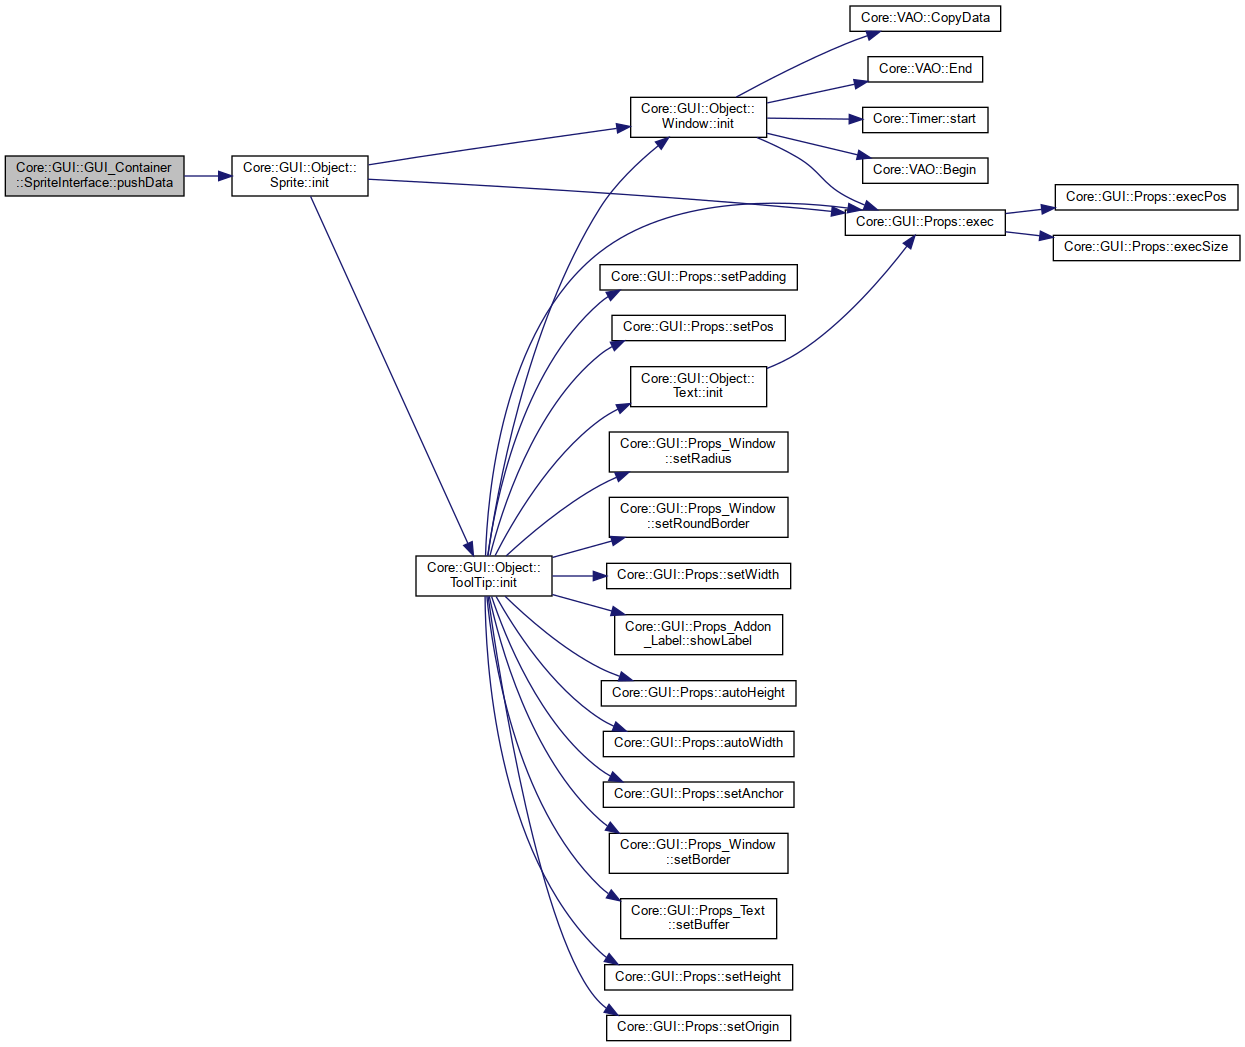 Core::GUI::GUI_Container
::SpriteInterface::pushData
Core::GUI::Object::
Sprite::init
Core::GUI::Object::
Window::init
Core::VAO::CopyData
Core::VAO::End
Core::Timer::start
Core::VAO::Begin
Core::GUI::Props::exec
Core::GUI::Props::execPos
Core::GUI::Props::execSize
Core::GUI::Object::
ToolTip::init
Core::GUI::Props::setPadding
Core::GUI::Props::setPos
Core::GUI::Object::
Text::init
Core::GUI::Props_Window
::setRadius
Core::GUI::Props_Window
::setRoundBorder
Core::GUI::Props::setWidth
Core::GUI::Props_Addon
_Label::showLabel
Core::GUI::Props::autoHeight
Core::GUI::Props::autoWidth
Core::GUI::Props::setAnchor
Core::GUI::Props_Window
::setBorder
Core::GUI::Props_Text
::setBuffer
Core::GUI::Props::setHeight
Core::GUI::Props::setOrigin